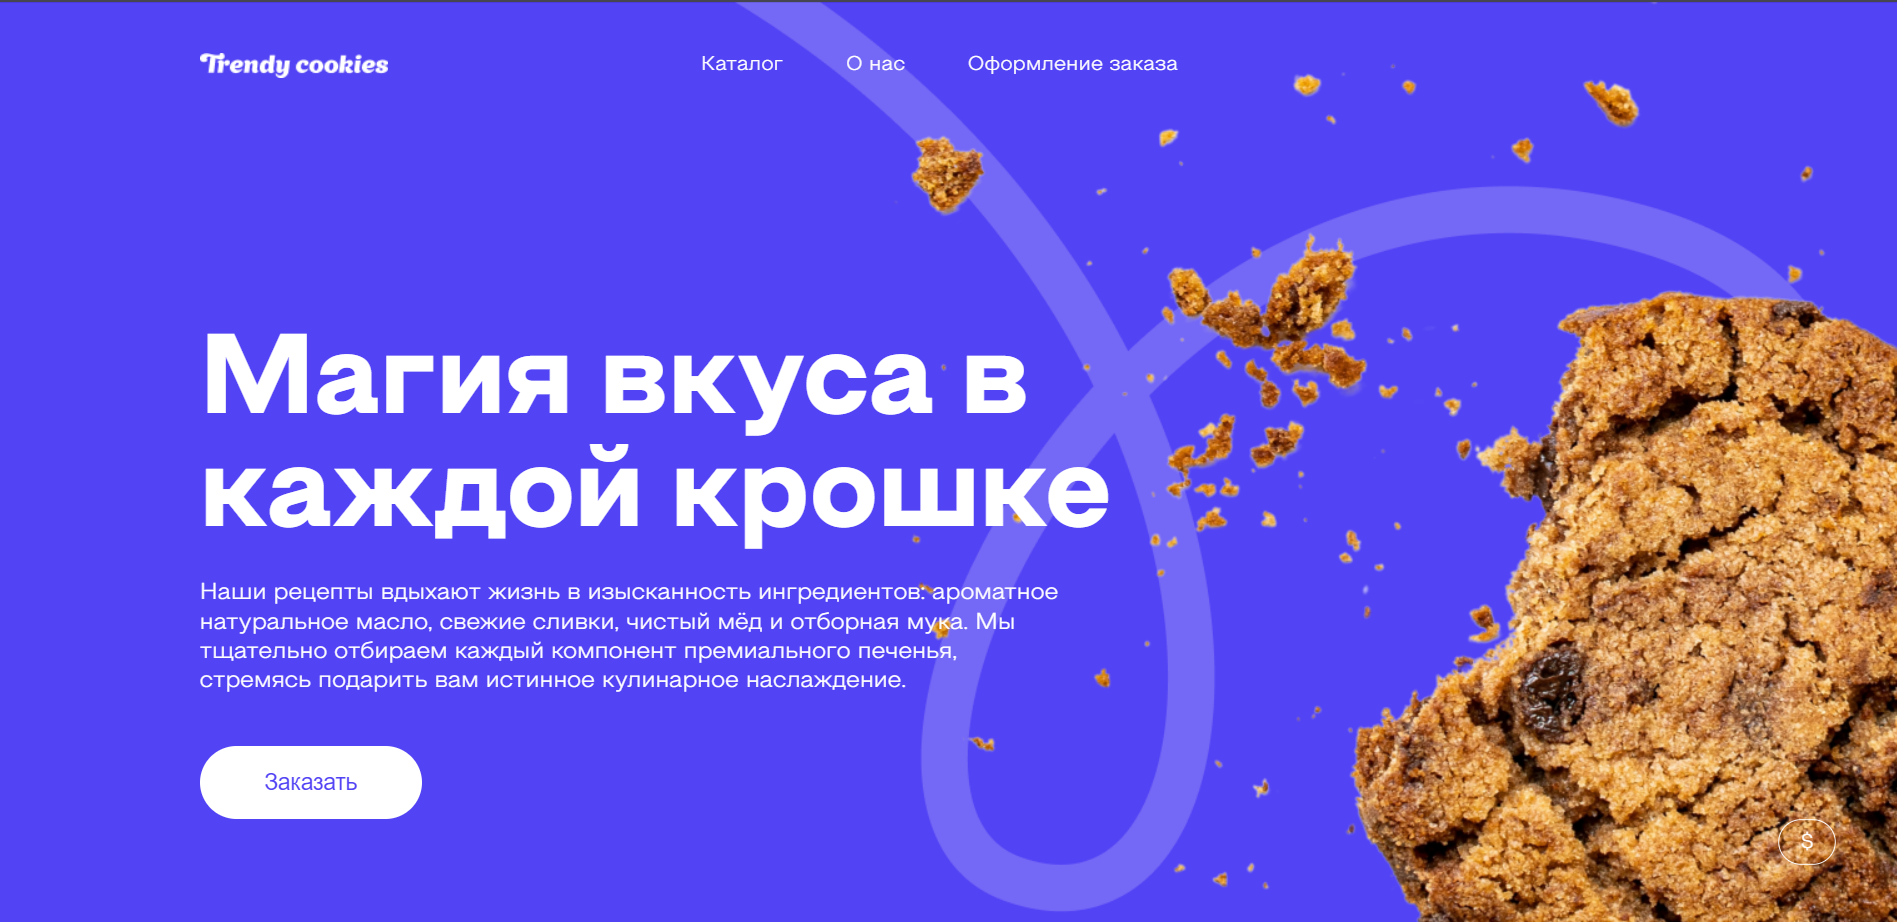 Trendy cookies
Каталог
О нас
Оформление заказа
Магия вкуса в
каждой крошке
Наши рецепты вдыхают жизнь в изысканность ингредиентов: ароматное
натуральное масло, свежие сливки, чистый мёд и отборная мука. Мы
тщательно отбираем каждый компонент премиального печенья,
стремясь подарить вам истинное кулинарное наслаждение.
Заказать
$